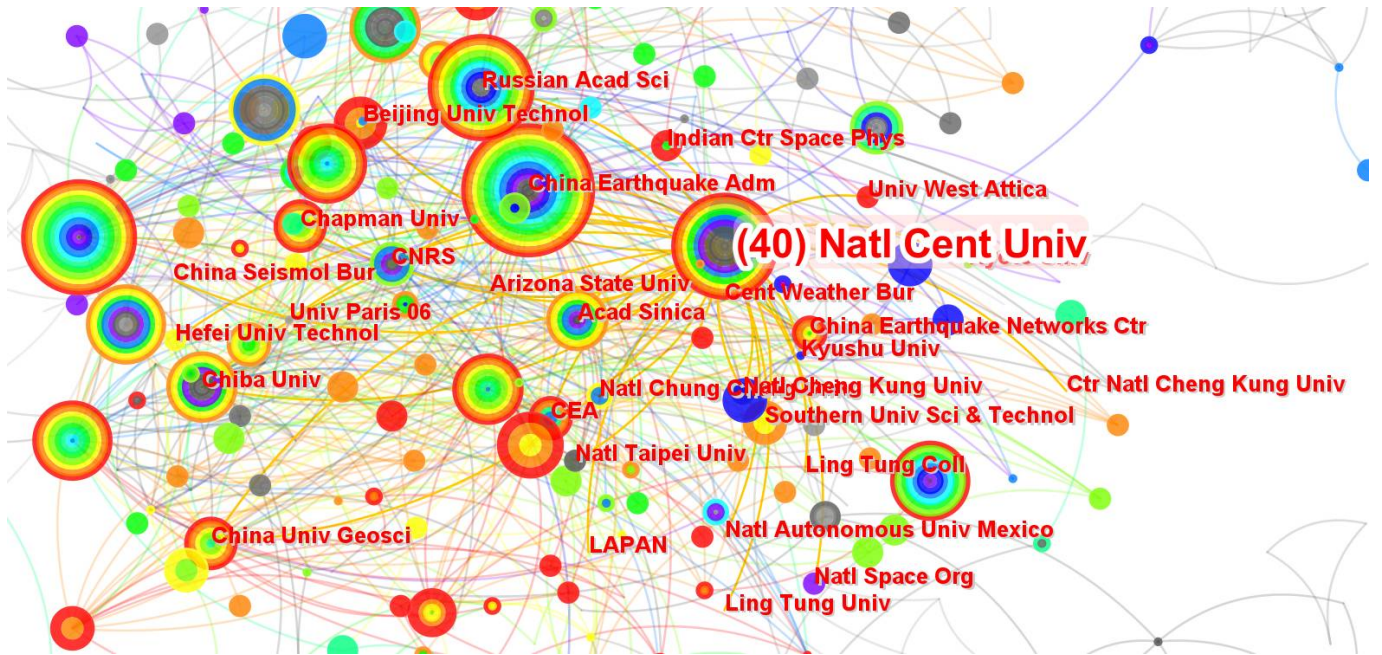 Russian Acad Sci
Beijing Univ Technol
Indian Ctr Space Phys
China Earthquake Adm
Univ West Attica
Chapman Univ
(40) Natl Cent Univ
CNRS
China Seismol Bur
Arizona State Univ
Cent Weather Bur
Univ Paris 06
Acad Sinica
China Earthquake Networks Ctr
Hefei Univ Technol
Kyushu Univ
Chiba Univ
Natl Chung Cheng Univ
Natl Cheng Kung Univ
Ctr Natl Cheng Kung Univ
CEA
Southern Univ Sci & Technol
Natl Taipei Univ
Ling Tung Coll
China Univ Geosci
Natl Autonomous Univ Mexico
LAPAN
Natl Space Org
Ling Tung Univ